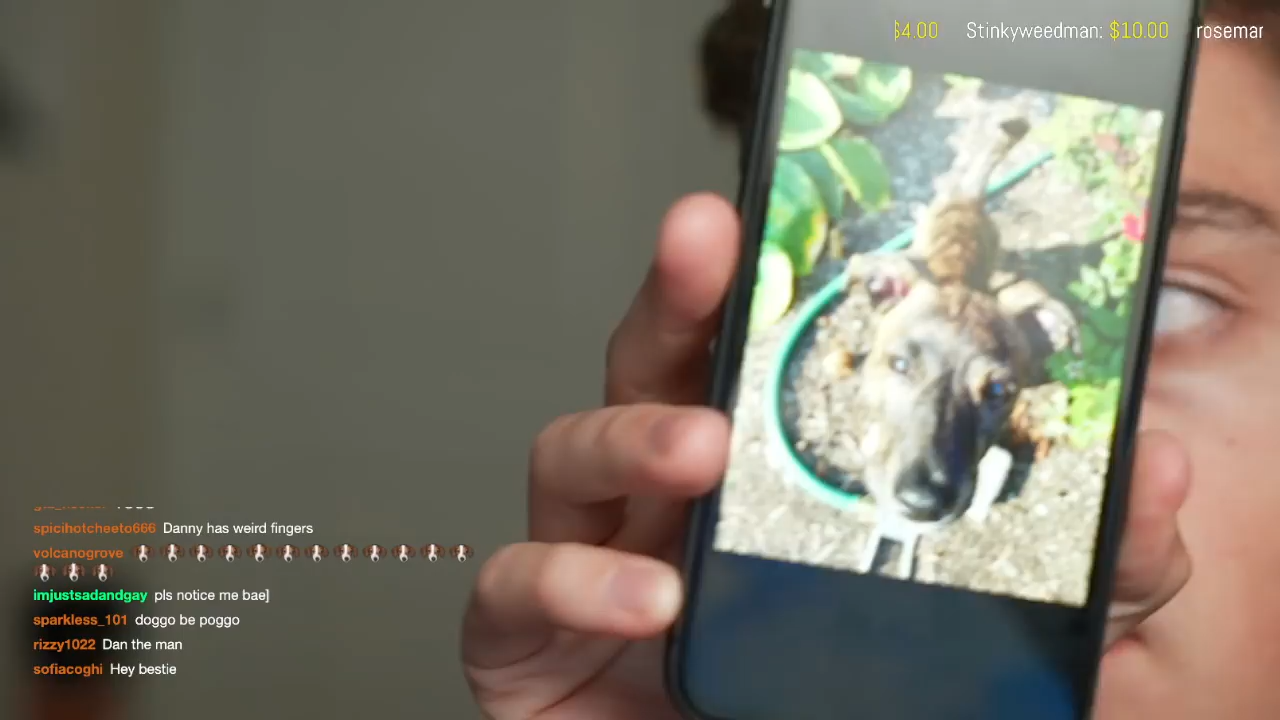 $4.00 Stinkyweedman: $10.00 rosemar
spicihotcheeto666 Danny has weird fingers
volcanogrove
imjustsadandgay pls notice me bae]
sparkless_101 doggo be poggo
rizzy1022 Dan the man
sofiacoghi Hey bestie